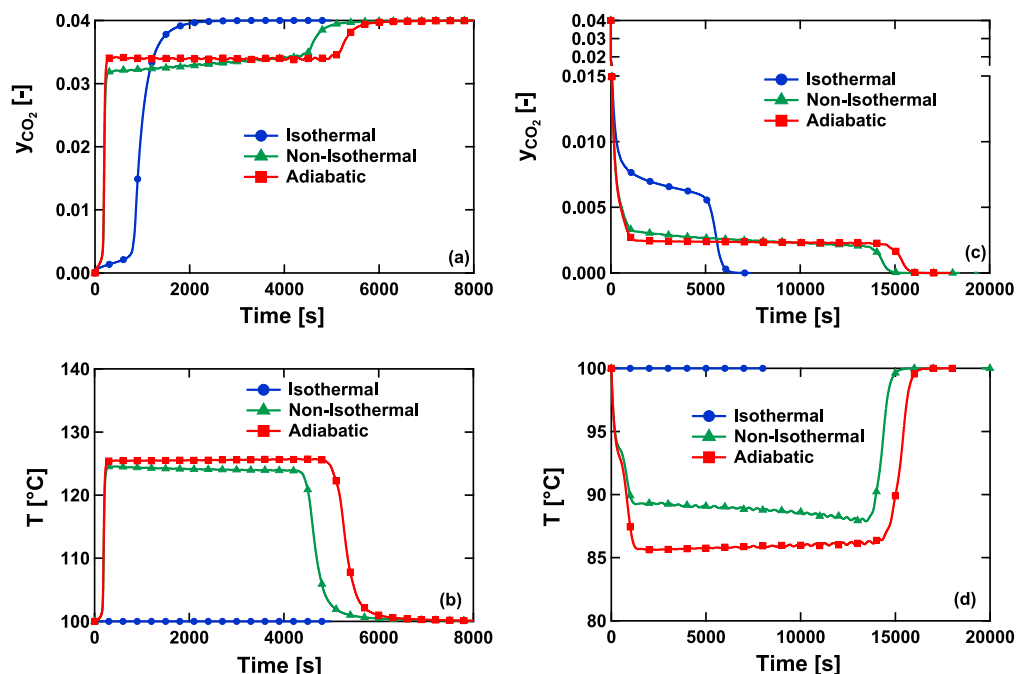 0.04
0.03
0.02
0.01
0.00
y_CO2 [-]
Isothermal
Non-Isothermal
Adiabatic
(a)
0 2000 4000 6000 8000
Time [s]
0.04
0.03
0.02
0.015
0.010
0.005
0.000
y_CO2 [-]
Isothermal
Non-Isothermal
Adiabatic
(c)
0 5000 10000 15000 20000
Time [s]
140
125
120
110
100
T [°C]
Isothermal
Non-Isothermal
Adiabatic
(b)
0 2000 4000 6000 8000
Time [s]
100
95
90
85
80
T [°C]
Isothermal
Non-Isothermal
Adiabatic
(d)
0 5000 10000 15000 20000
Time [s]